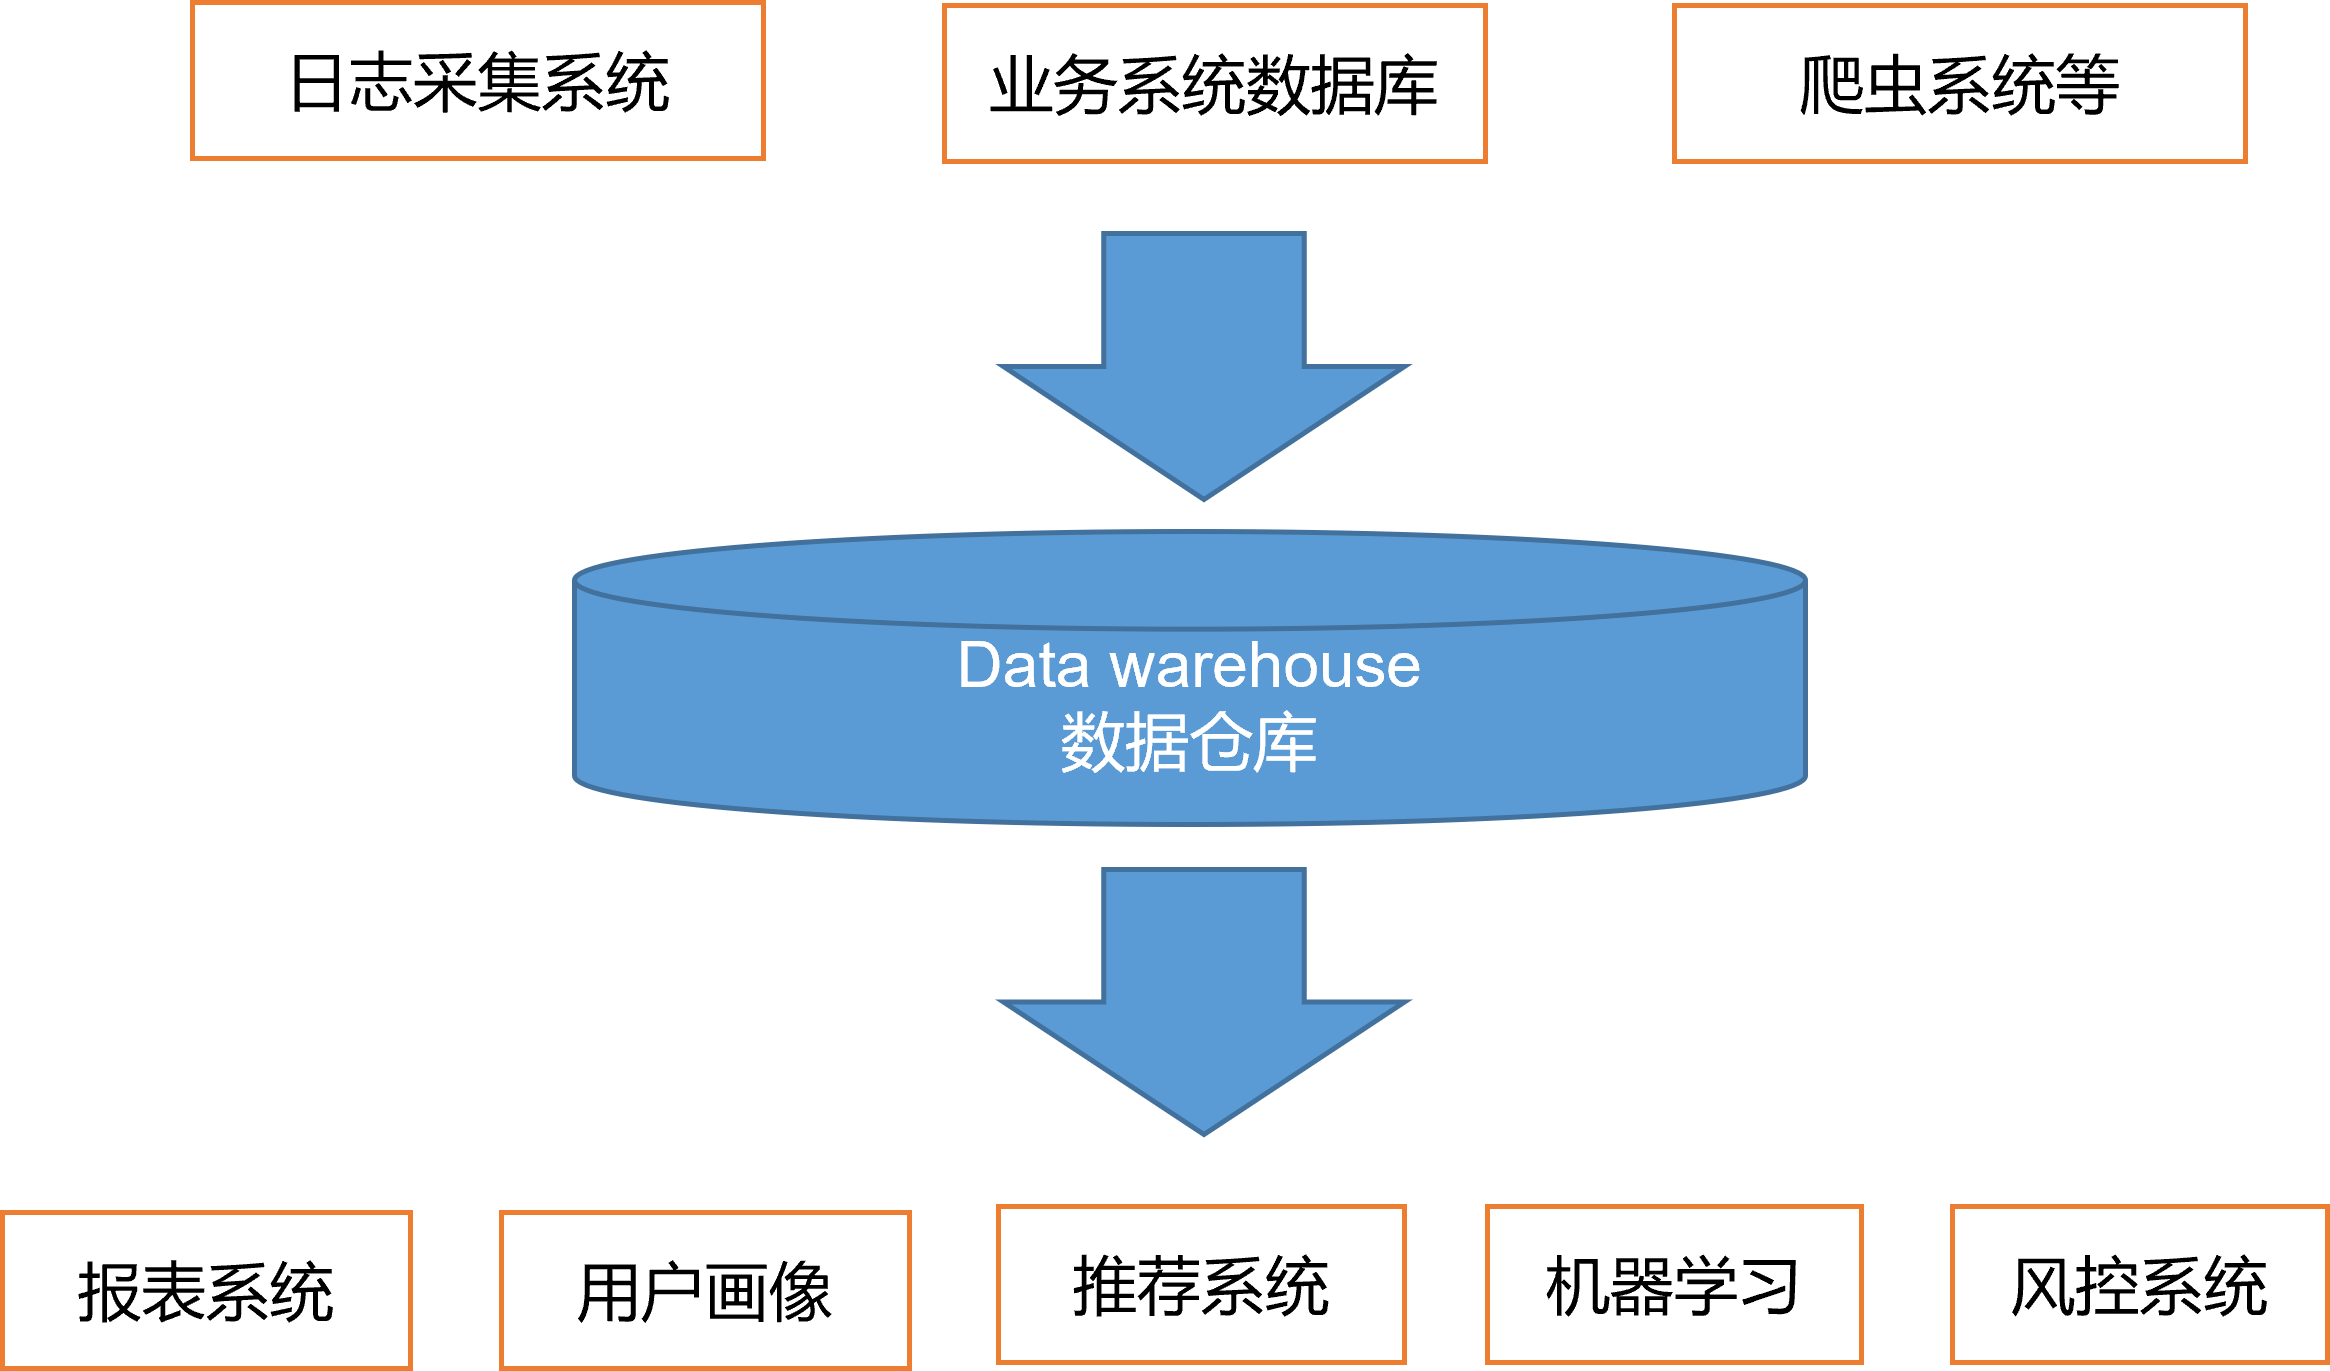 日志采集系统
业务系统数据库
爬虫系统等
Data warehouse
数据仓库
报表系统
用户画像
推荐系统
机器学习
风控系统